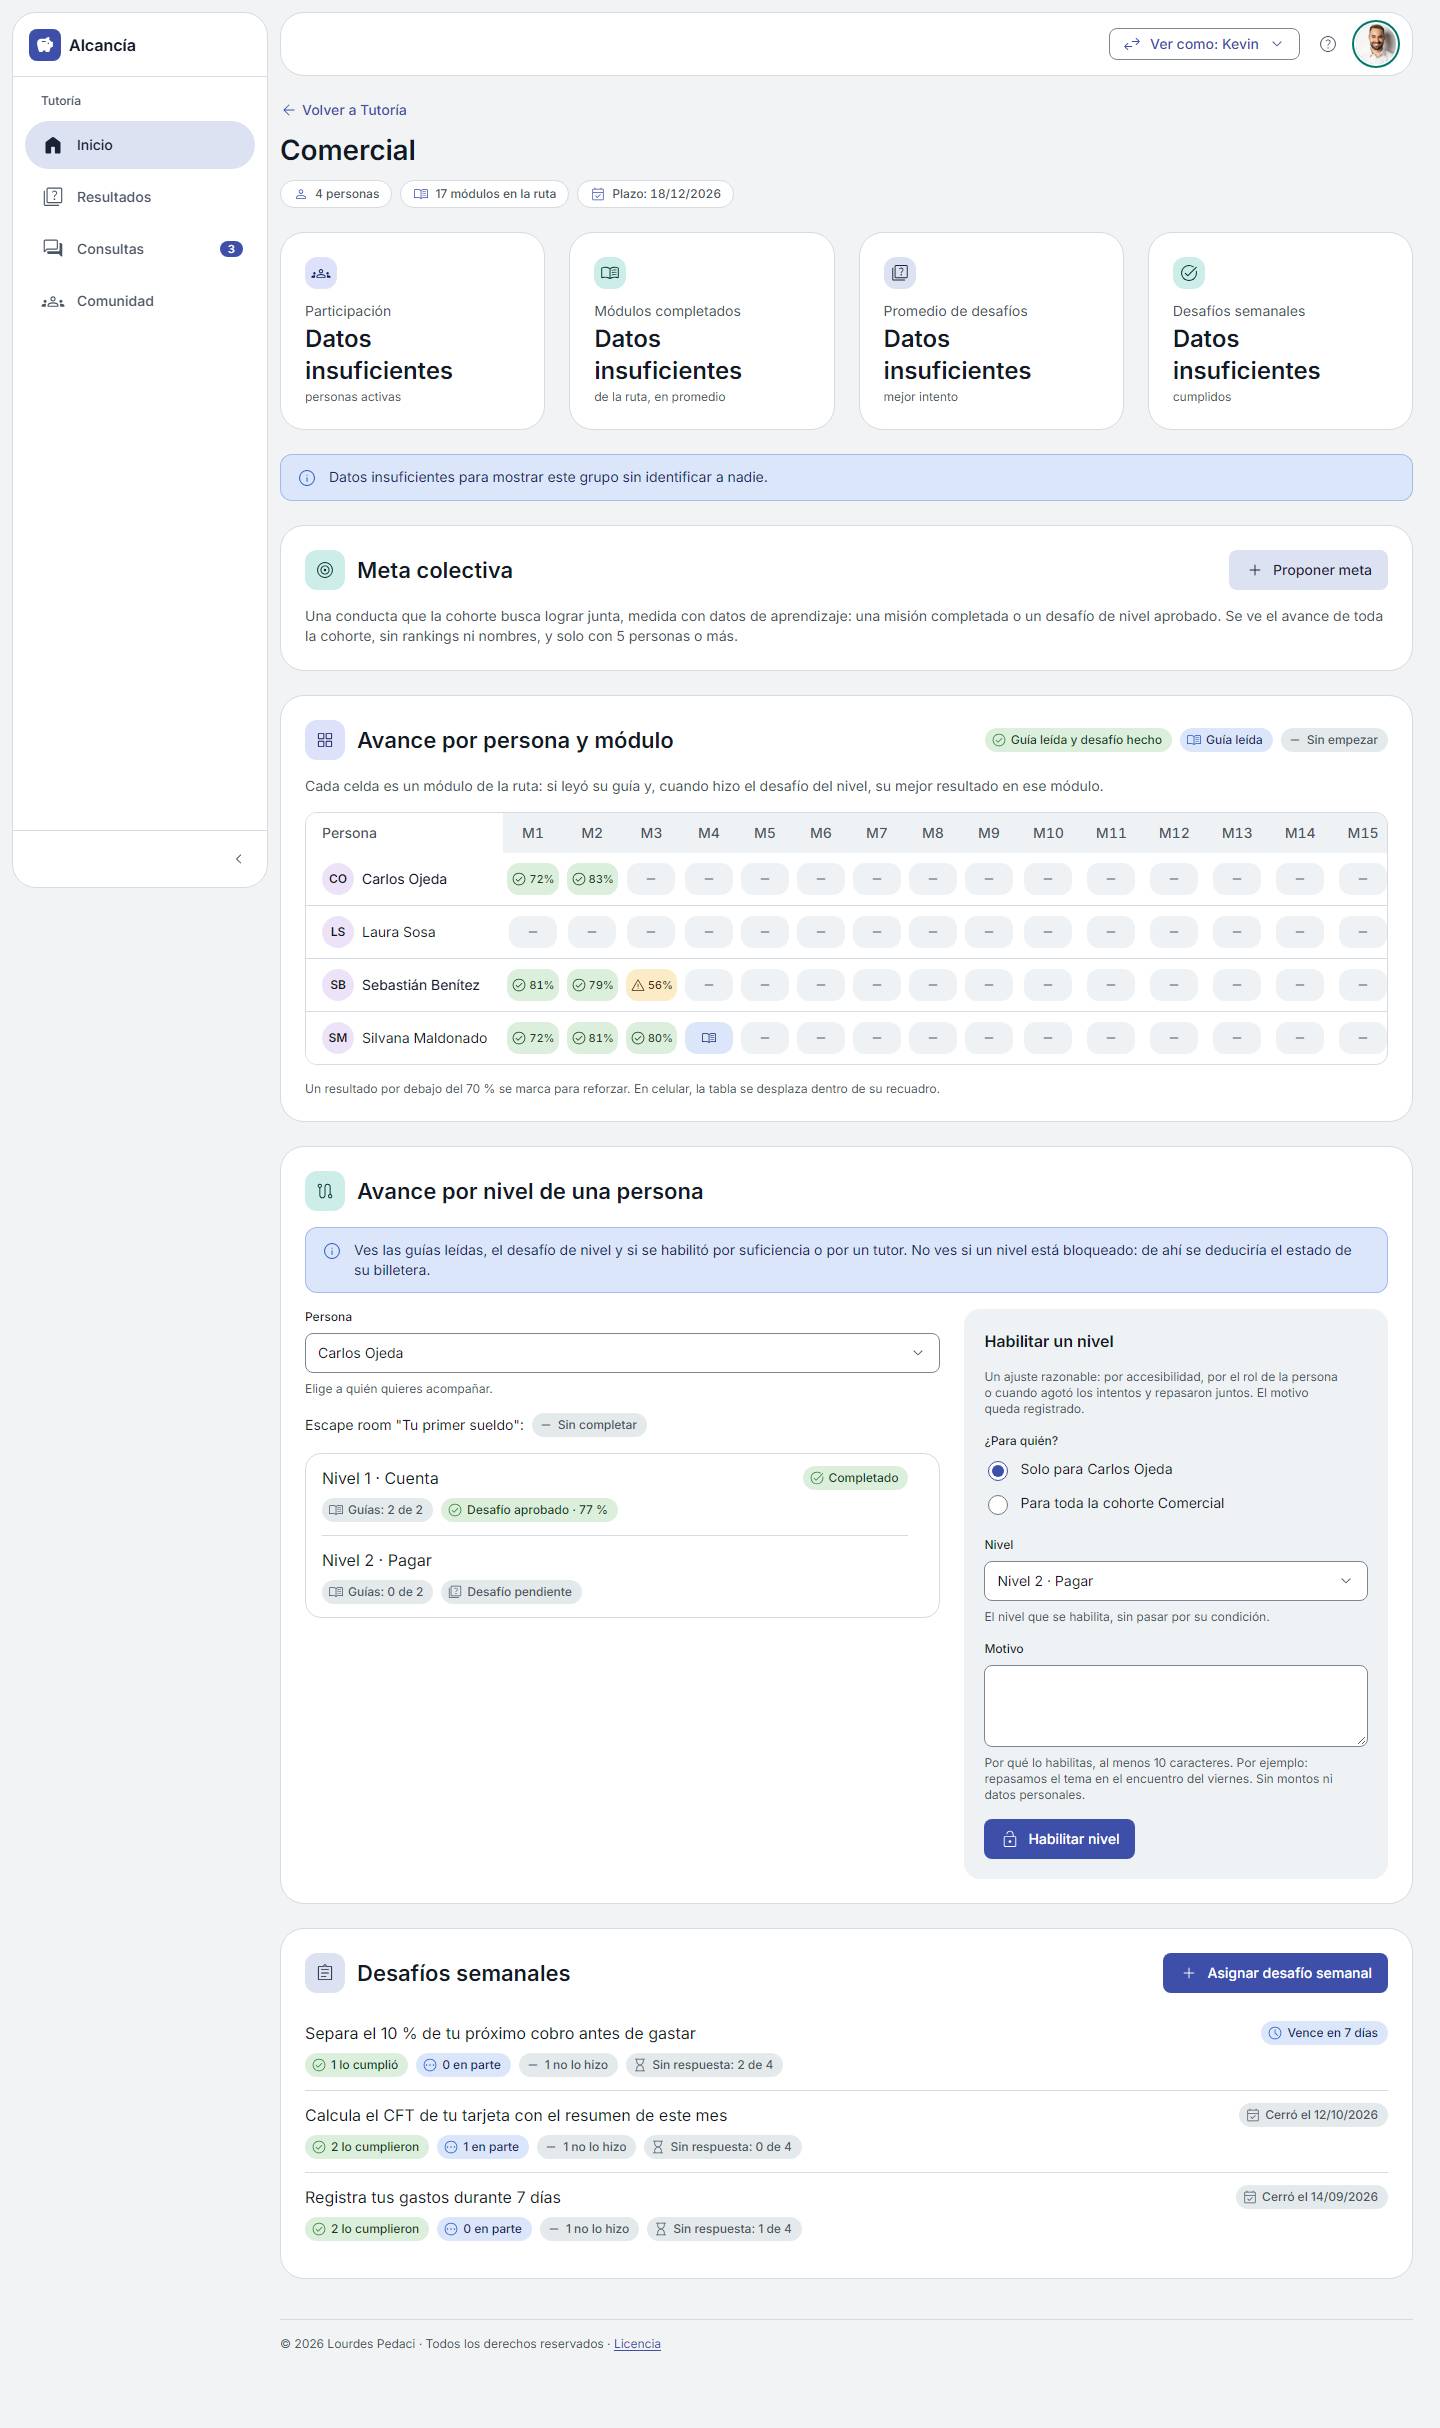 Alcancía
Ver como: Kevin
Tutoría
Inicio
Resultados
Consultas 3
Comunidad
Volver a Tutoría
Comercial
4 personas
17 módulos en la ruta
Plazo: 18/12/2026
Participación
Datos
insuficientes
personas activas
Módulos completados
Datos
insuficientes
de la ruta, en promedio
Promedio de desafíos
Datos
insuficientes
mejor intento
Desafíos semanales
Datos
insuficientes
cumplidos
Datos insuficientes para mostrar este grupo sin identificar a nadie.
Meta colectiva
Proponer meta
Una conducta que la cohorte busca lograr junta, medida con datos de aprendizaje: una misión completada o un desafío de nivel aprobado. Se ve el avance de toda
la cohorte, sin rankings ni nombres, y solo con 5 personas o más.
Avance por persona y módulo
Guía leída y desafío hecho
Guía leída
— Sin empezar
Cada celda es un módulo de la ruta: si leyó su guía y, cuando hizo el desafío del nivel, su mejor resultado en ese módulo.
Persona M1 M2 M3 M4 M5 M6 M7 M8 M9 M10 M11 M12 M13 M14 M15
CO Carlos Ojeda 72% 83% — — — — — — — — — — — — —
LS Laura Sosa — — — — — — — — — — — — — — —
SB Sebastián Benítez 81% 79% 56% — — — — — — — — — — — —
SM Silvana Maldonado 72% 81% 80% — — — — — — — — — — —
Un resultado por debajo del 70 % se marca para reforzar. En celular, la tabla se desplaza dentro de su recuadro.
Avance por nivel de una persona
Ves las guías leídas, el desafío de nivel y si se habilitó por suficiencia o por un tutor. No ves si un nivel está bloqueado: de ahí se deduciría el estado de
su billetera.
Persona
Carlos Ojeda
Elige a quién quieres acompañar.
Escape room "Tu primer sueldo": — Sin completar
Nivel 1 · Cuenta
Completado
Guías: 2 de 2
Desafío aprobado · 77 %
Nivel 2 · Pagar
Guías: 0 de 2
Desafío pendiente
Habilitar un nivel
Un ajuste razonable: por accesibilidad, por el rol de la persona
o cuando agotó los intentos y repasaron juntos. El motivo
queda registrado.
¿Para quién?
Solo para Carlos Ojeda
Para toda la cohorte Comercial
Nivel
Nivel 2 · Pagar
El nivel que se habilita, sin pasar por su condición.
Motivo
Por qué lo habilitas, al menos 10 caracteres. Por ejemplo:
repasamos el tema en el encuentro del viernes. Sin montos ni
datos personales.
Habilitar nivel
Desafíos semanales
Asignar desafío semanal
Separa el 10 % de tu próximo cobro antes de gastar
Vence en 7 días
1 lo cumplió
0 en parte
— 1 no lo hizo
Sin respuesta: 2 de 4
Calcula el CFT de tu tarjeta con el resumen de este mes
Cerró el 12/10/2026
2 lo cumplieron
1 en parte
— 1 no lo hizo
Sin respuesta: 0 de 4
Registra tus gastos durante 7 días
Cerró el 14/09/2026
2 lo cumplieron
0 en parte
— 1 no lo hizo
Sin respuesta: 1 de 4
© 2026 Lourdes Pedaci · Todos los derechos reservados · Licencia